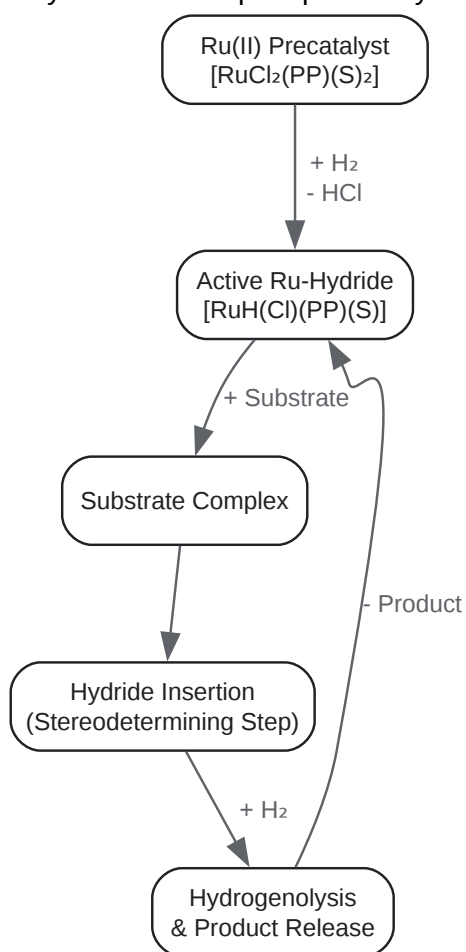 Ru(II) Precatalyst
[RuCl₂(PP)(S)₂]
+ H₂
- HCl
Active Ru-Hydride
[RuH(Cl)(PP)(S)]
+ Substrate
Substrate Complex
- Product
Hydride Insertion
(Stereodetermining Step)
+ H₂
Hydrogenolysis
& Product Release